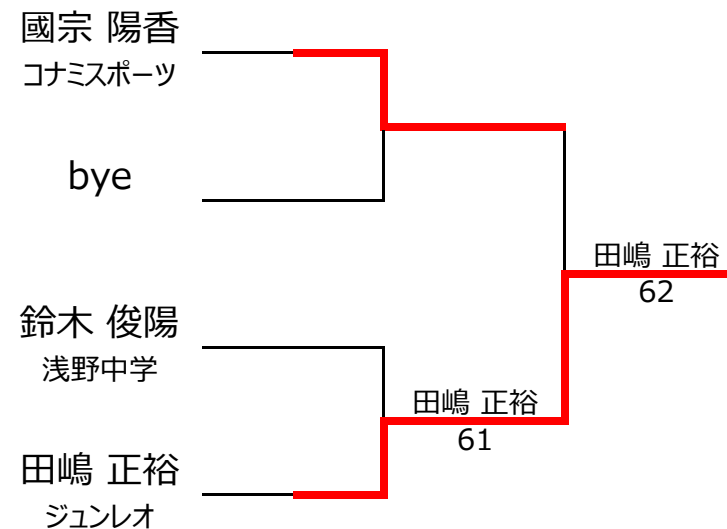 國宗 陽香
コナミスポーツ
bye
田嶋 正裕
62
鈴木 俊陽
浅野中学
田嶋 正裕
61
田嶋 正裕
ジュンレオ